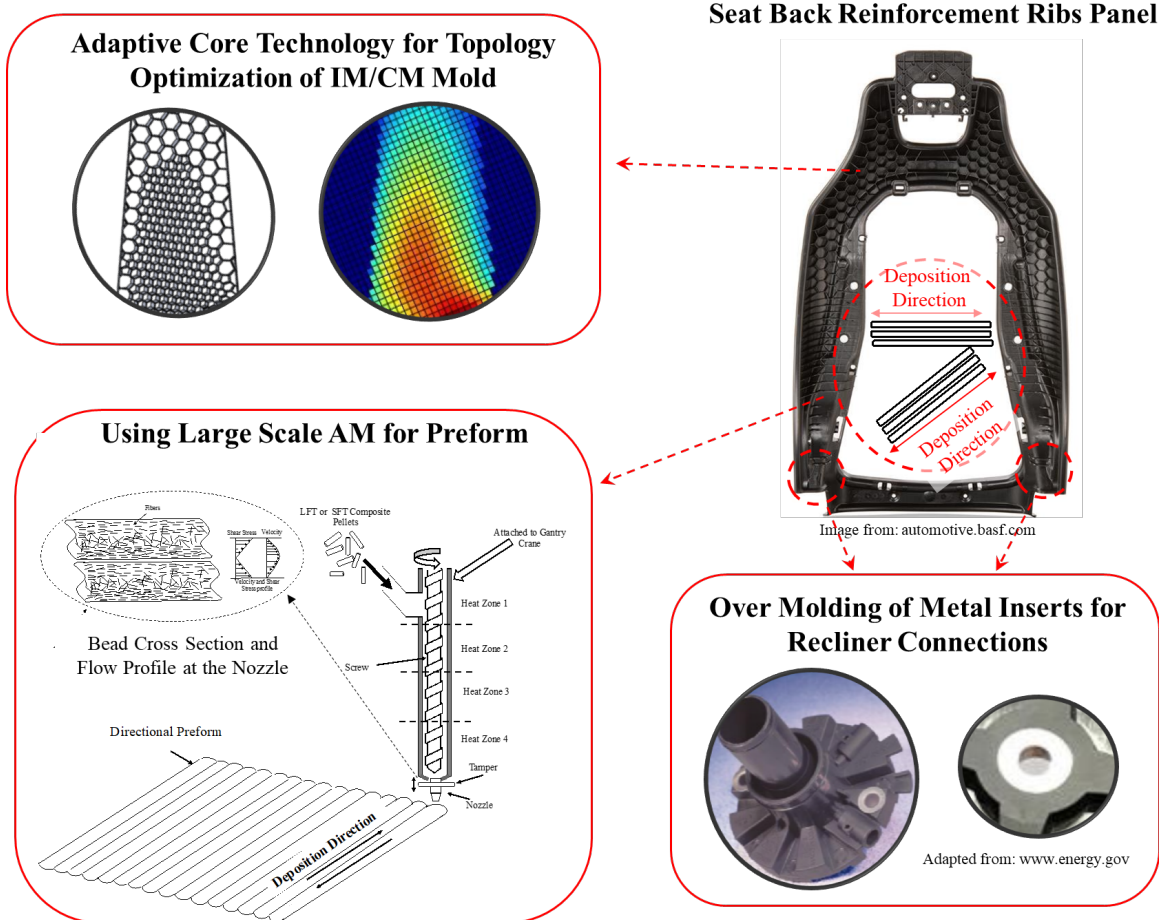 Seat Back Reinforcement Ribs Panel
Adaptive Core Technology for Topology
Optimization of IM/CM Mold
Deposition
Direction
Deposition
Direction
Image from: automotive.basf.com
Using Large Scale AM for Preform
Fibers
Shear Stress
Velocity
Velocity and Shear
Stress profile
LFT or SFT Composite
Pellets
Attached to Gantry
Crane
Heat Zone 1
Heat Zone 2
Screw
Heat Zone 3
Heat Zone 4
Tamper
Nozzle
Bead Cross Section and
Flow Profile at the Nozzle
Directional Preform
Deposition Direction
Over Molding of Metal Inserts for
Recliner Connections
Adapted from: www.energy.gov